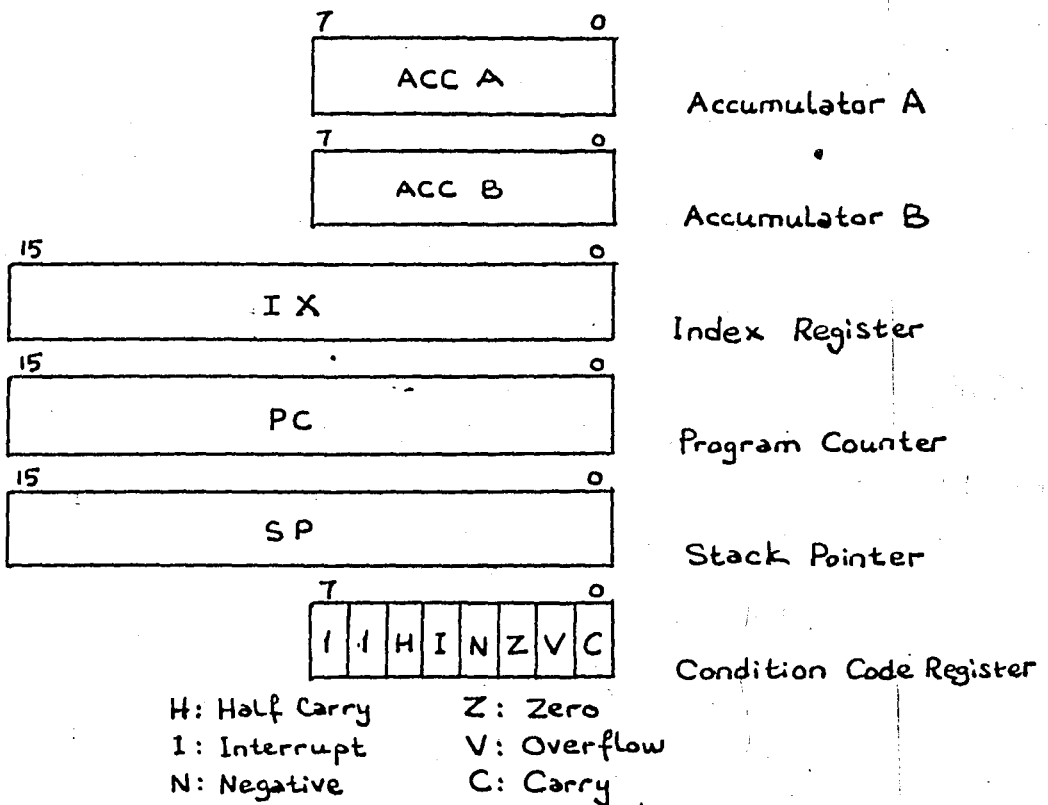 7 0
ACC A
Accumulator A
7 0
ACC B
Accumulator B
15 0
IX
Index Register
15 0
PC
Program Counter
15 0
SP
Stack Pointer
7 0
1 1 H I N Z V C
Condition Code Register
H: Half Carry Z: Zero
I: Interrupt V: Overflow
N: Negative C: Carry